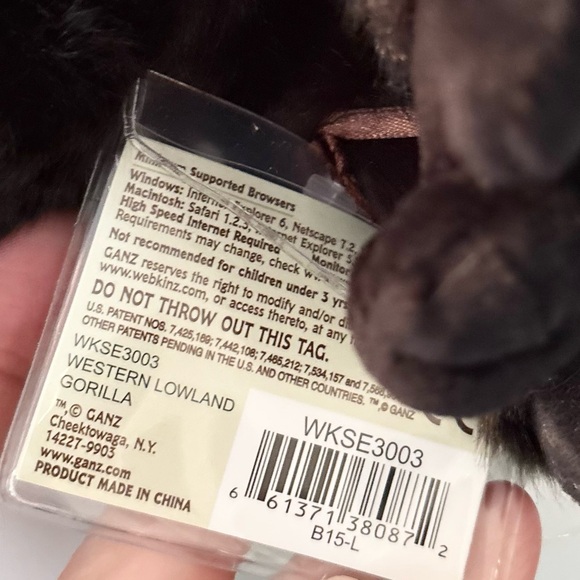 Supported Browsers
Windows: Explorer 6, Netscape 7.2
Macintosh: Safari 1.2.3, Explorer 5
High Speed Internet Required Monitor
Requirements may change, check
Not recommended for children under 3 yrs
GANZ reserves the right to modify and/or
www.webkinz.com, or access thereto, at any
DO NOT THROW OUT THIS TAG.
U.S. PATENT NOS. 7,425,169; 7,442,108; 7,465,212; 7,534,157 and
OTHER PATENTS PENDING IN THE U.S. AND OTHER COUNTRIES. ™,© GANZ
WKSE3003
WESTERN LOWLAND
GORILLA
™,© GANZ
Cheektowaga, N.Y.
14227-9903
www.ganz.com
PRODUCT MADE IN CHINA
WKSE3003
6 61371 38087 2
B15-L